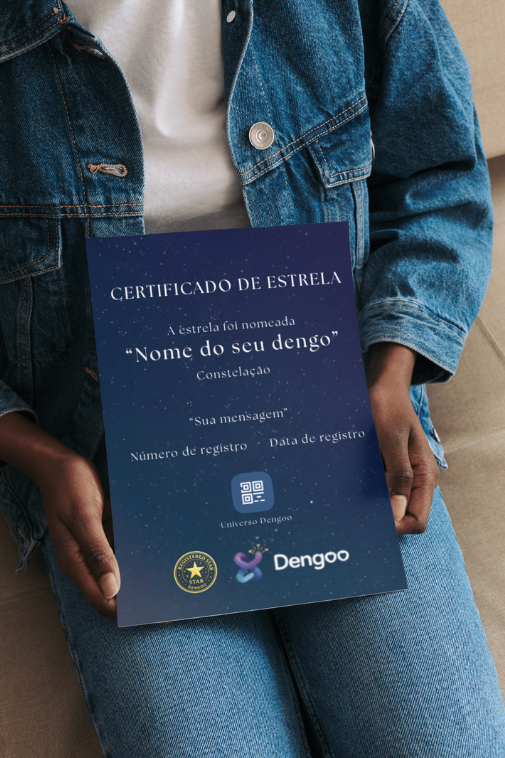 CERTIFICADO DE ESTRELA
A estrela foi nomeada
“Nome do seu dengo”
Constelação
“Sua mensagem”
Número de registro Data de registro
Universo Dengoo
REGISTERED STAR
STAR
Dengoo